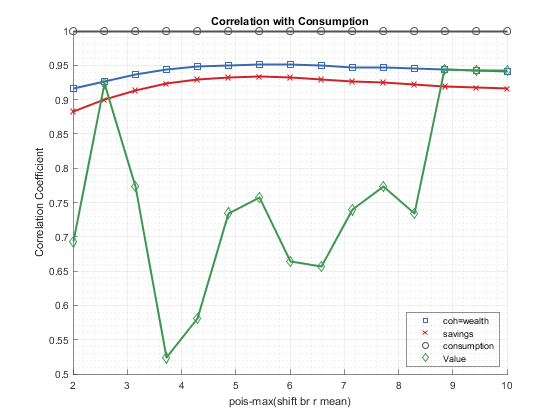 Correlation with Consumption
1
0.95
0.9
0.85
0.8
0.75
0.7
0.65
0.6
0.55
0.5
Correlation Coefficient
2 3 4 5 6 7 8 9 10
pois-max(shift br r mean)
coh=wealth
savings
consumption
Value